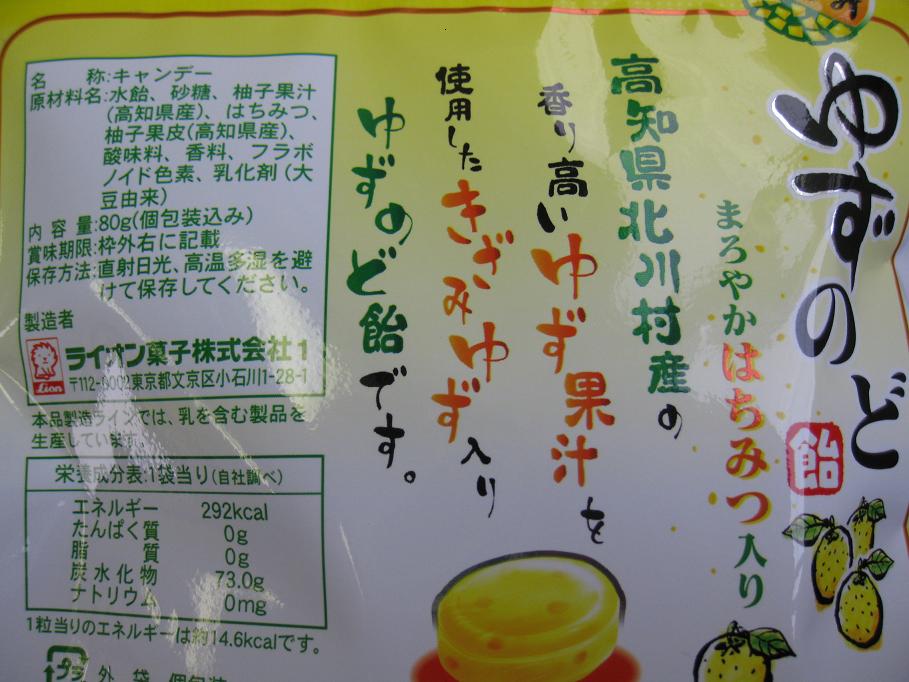 ゆずのど
飴
まろやかはちみつ入り
高知県北川村産の
香り高いゆず果汁を
使用したきざみゆず入り
ゆずのど飴です。
名　　称:キャンデー
原材料名:水飴、砂糖、柚子果汁
(高知県産)、はちみつ、
柚子果皮(高知県産)、
酸味料、香料、フラボ
ノイド色素、乳化剤(大
豆由来)
内 容 量:80g(個包装込み)
賞味期限:枠外右に記載
保存方法:直射日光、高温多湿を避
けて保存してください。
製造者
Lion
ライオン菓子株式会社1
〒112-0002東京都文京区小石川1-28-1
本品製造ラインでは、乳を含む製品を
生産しています。
栄養成分表:1袋当り(自社調べ)
エネルギー 292kcal
たんぱく質 0g
脂　　質 0g
炭水化物 73.0g
ナトリウム 0mg
1粒当りのエネルギーは約14.6kcalです。
プラ
外 袋 個包装